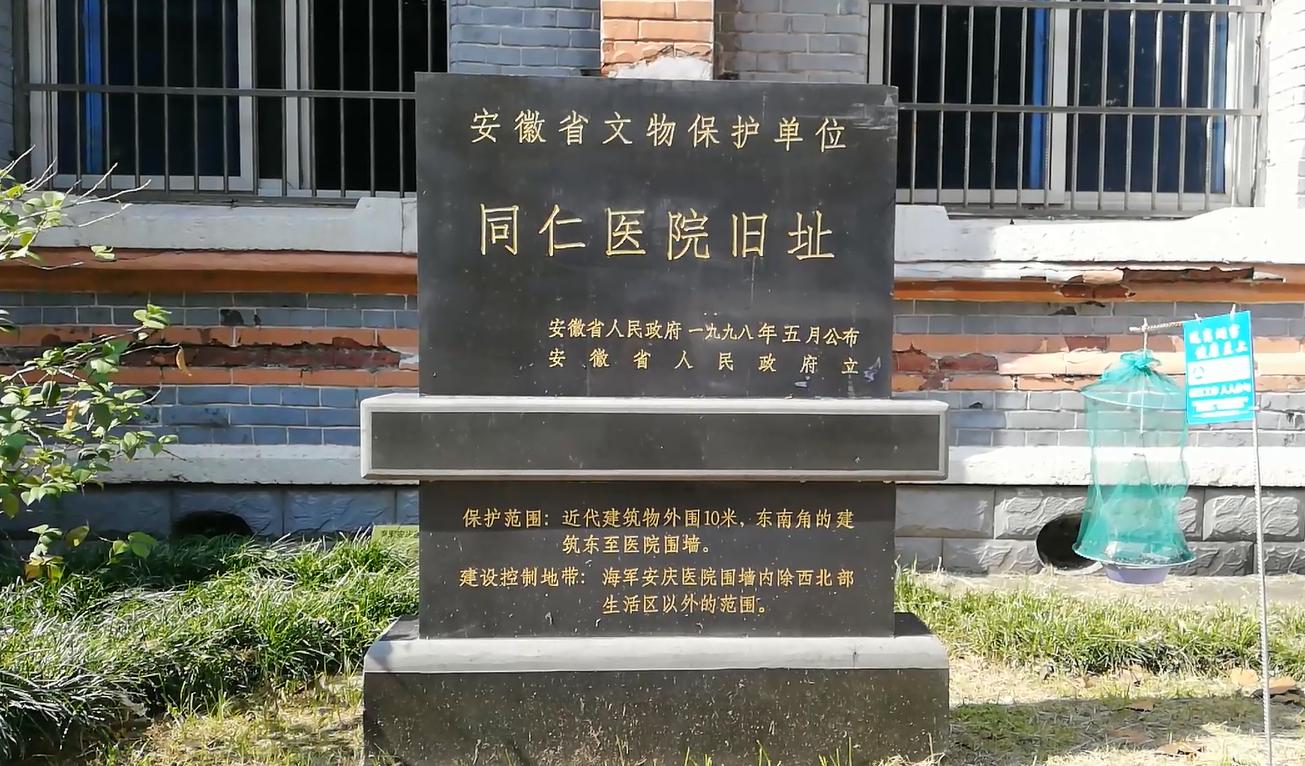 安徽省文物保护单位
同仁医院旧址
安徽省人民政府一九九八年五月公布
安徽省人民政府立
保护范围：近代建筑物外围10米，东南角的建
筑东至医院围墙。
建设控制地带：海军安庆医院围墙内除西北部
生活区以外的范围。